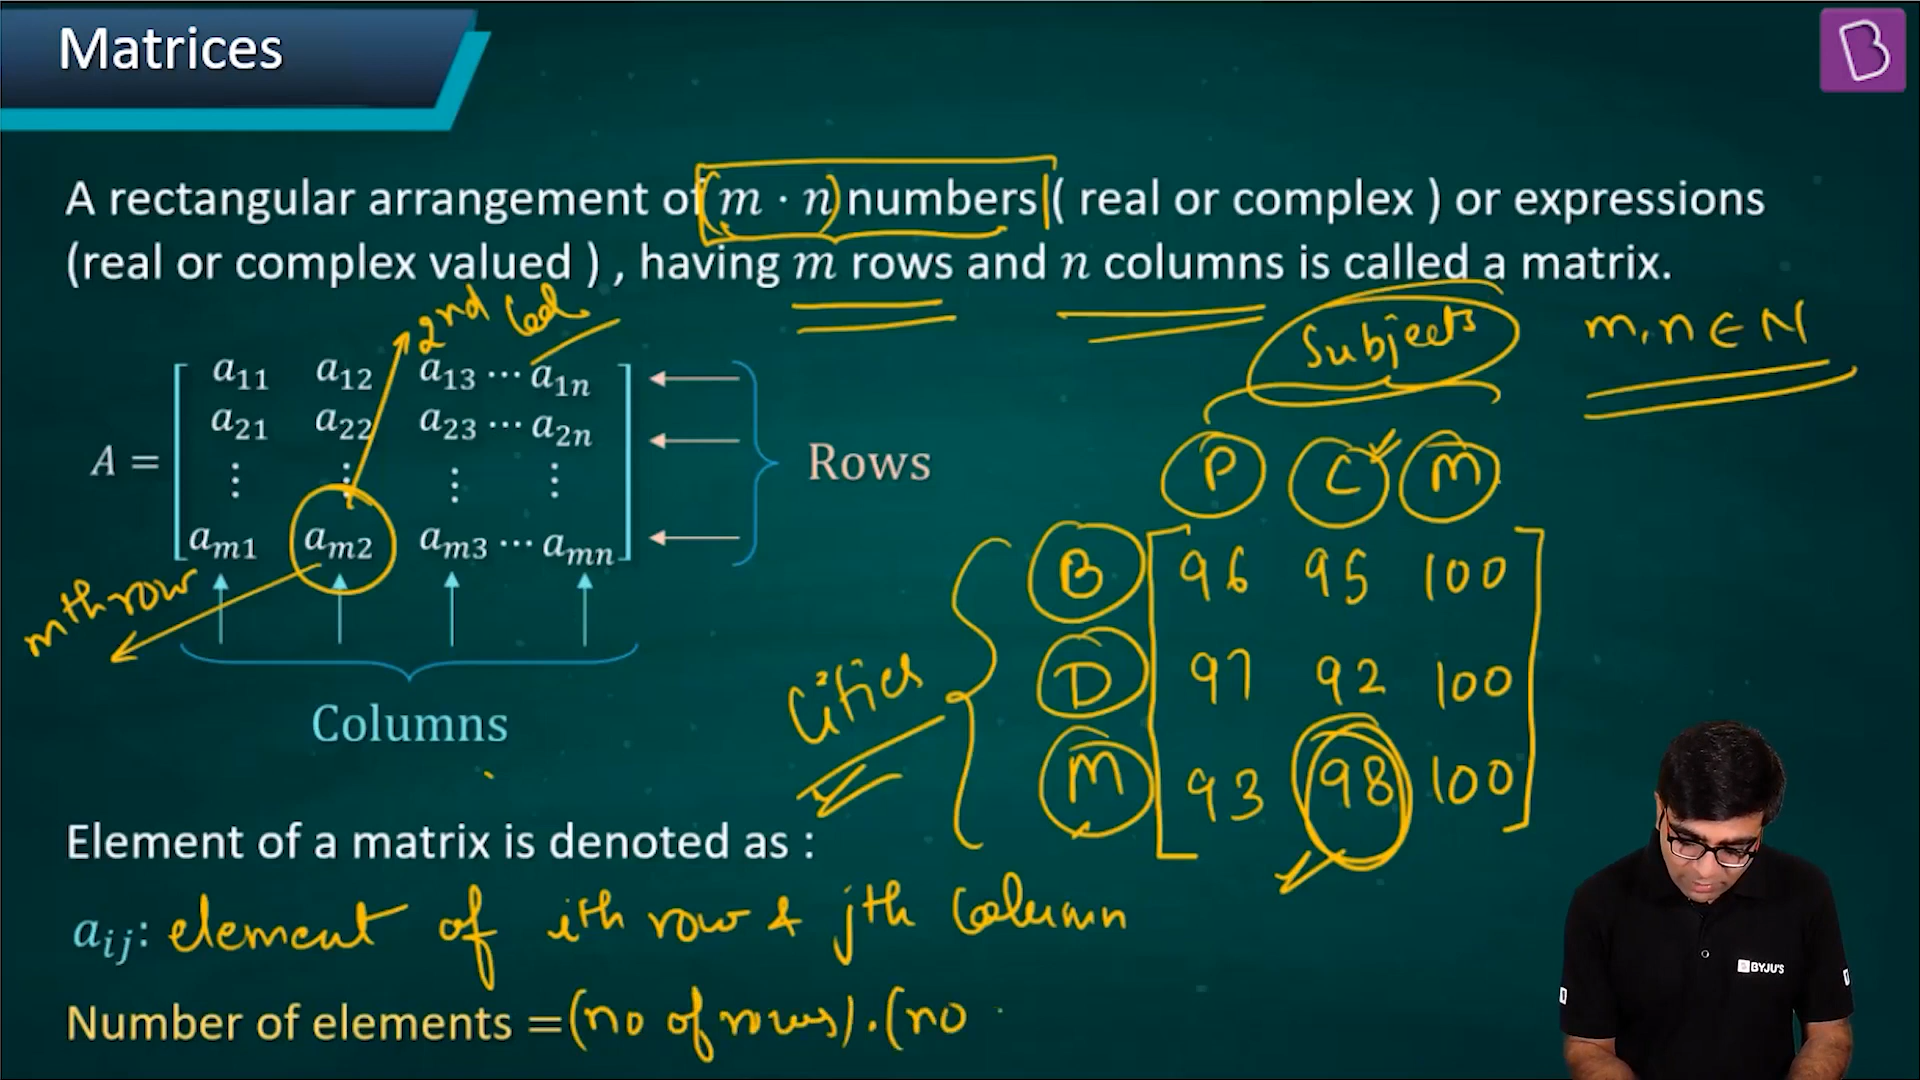 Matrices
B
A rectangular arrangement of (m · n) numbers ( real or complex ) or expressions
(real or complex valued ) , having m rows and n columns is called a matrix.
2nd Col
Subjects
m, n ∈ N
a11 a12 a13 ⋯ a1n
a21 a22 a23 ⋯ a2n
A =
⋮ ⋮ ⋮ ⋮
am1 am2 am3 ⋯ amn
Rows
P C M
B 96 95 100
mth row
D 97 92 100
Cities
Columns
M 93 98 100
Element of a matrix is denoted as :
aij: element of ith row & jth column
BYJU'S
Number of elements = (no of rows) . (no